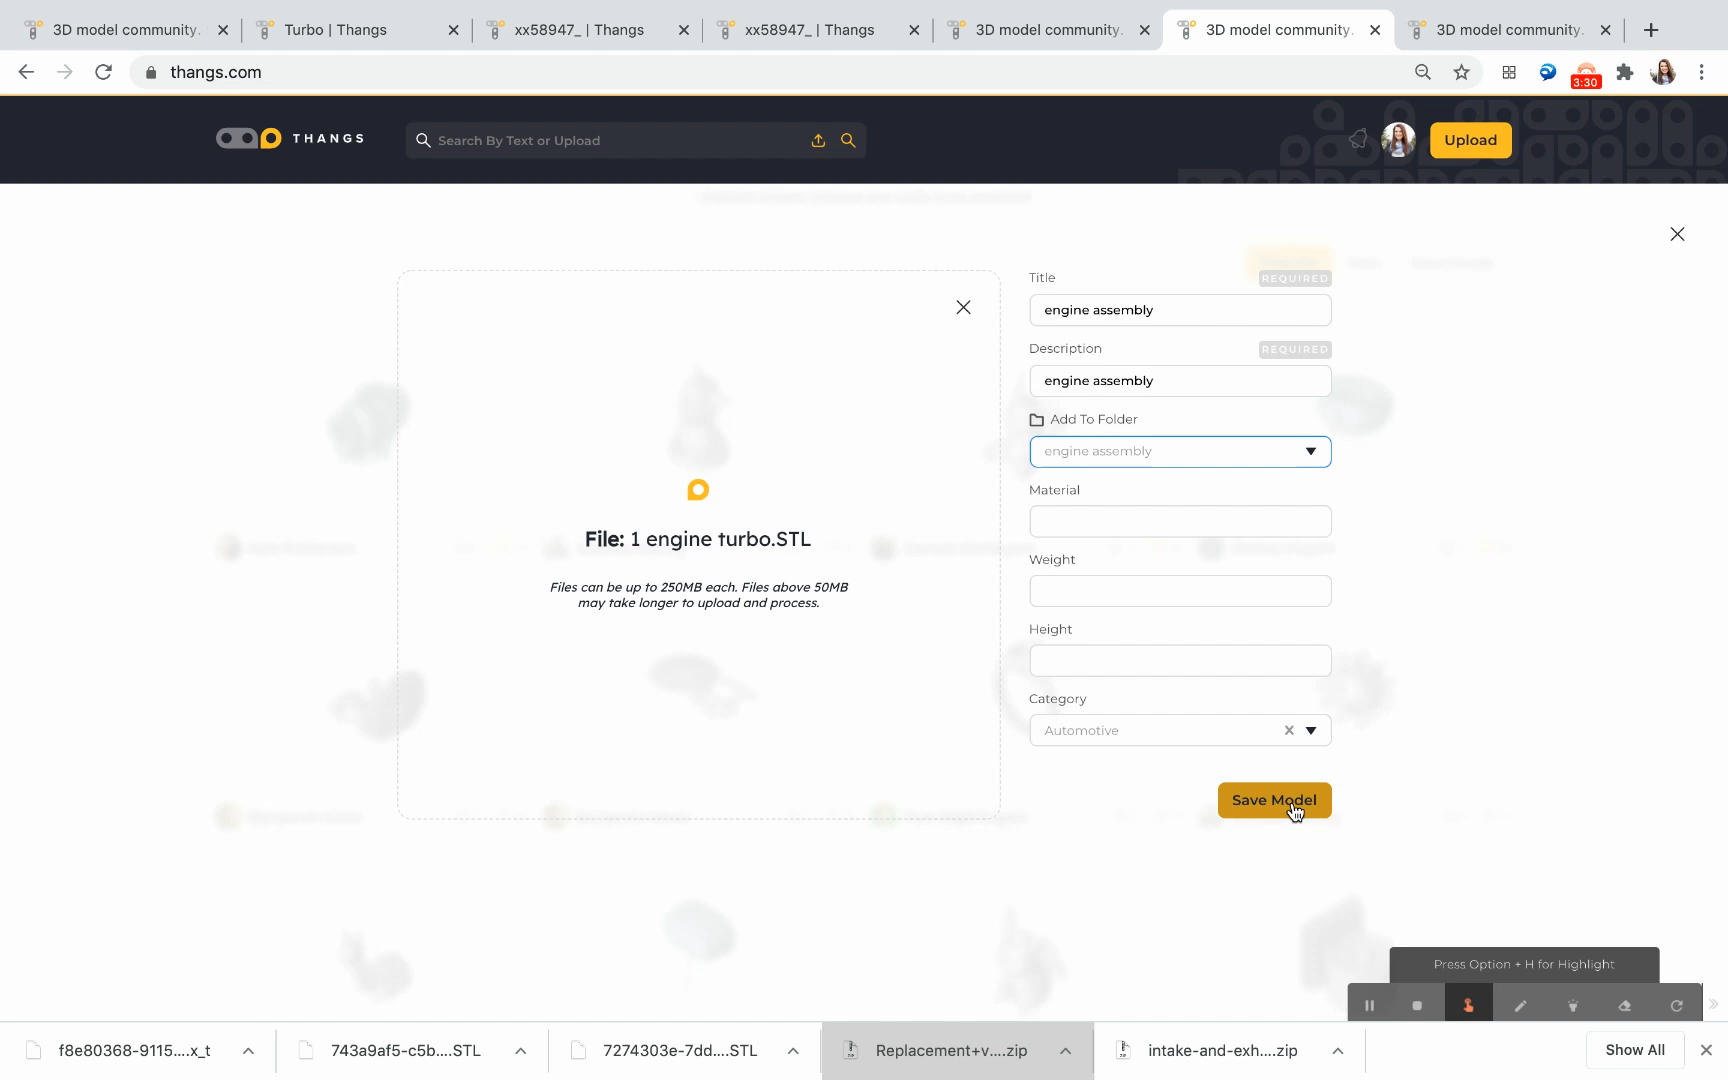 3D model community.
Turbo | Thangs
xx58947_ | Thangs
xx58947_ | Thangs
3D model community.
3D model community.
3D model community.
thangs.com
3:30
THANGS
Search By Text or Upload
Upload
Title
REQUIRED
engine assembly
Description
REQUIRED
engine assembly
Add To Folder
engine assembly
Material
Weight
Height
Category
Automotive
Save Model
File: 1 engine turbo.STL
Files can be up to 250MB each. Files above 50MB
may take longer to upload and process.
Press Option + H for Highlight
f8e80368-9115....x_t
743a9af5-c5b....STL
7274303e-7dd....STL
Replacement+v....zip
intake-and-exh....zip
Show All